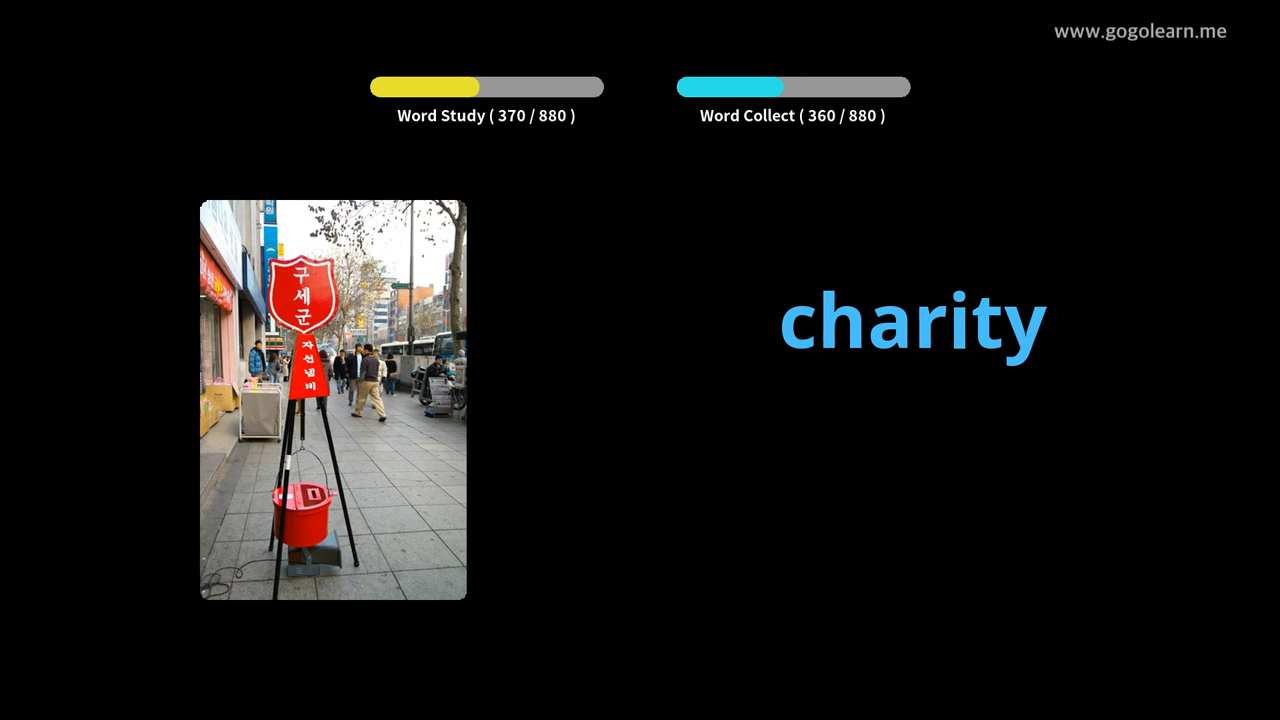 www.gogolearn.me
Word Study ( 370 / 880 )
Word Collect ( 360 / 880 )
구
세
군
자
선
냄
비
charity